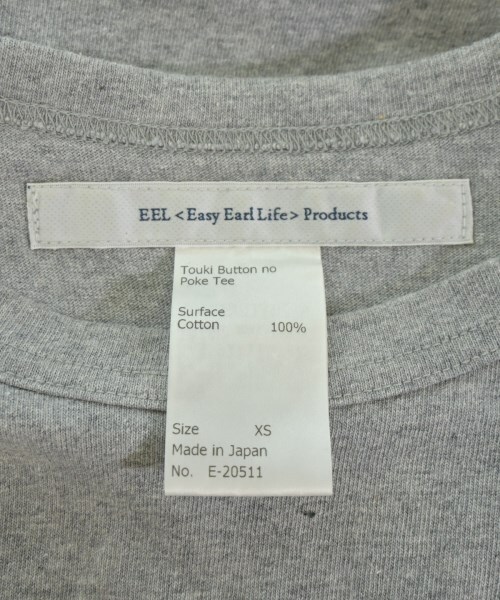 EEL <Easy Earl Life> Products
Touki Button no
Poke Tee
Surface
Cotton 100%
Size XS
Made in Japan
No. E-20511